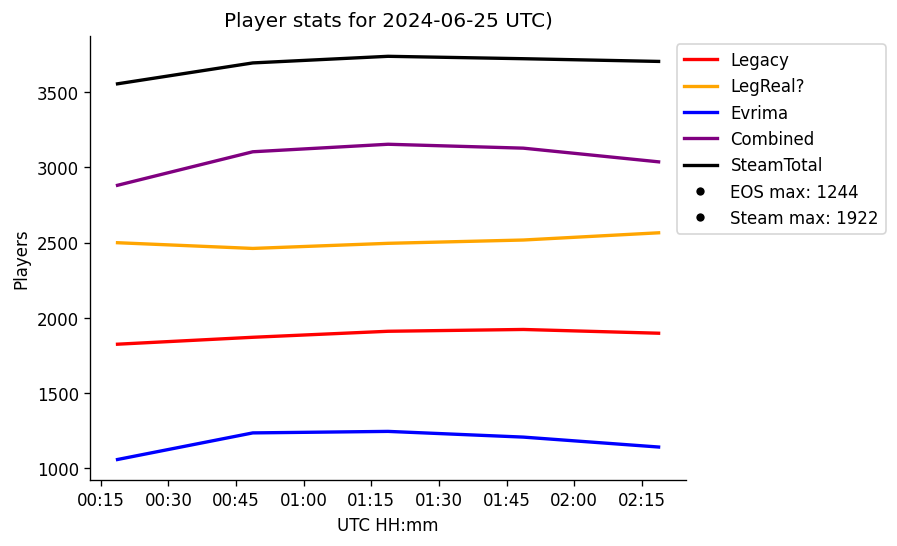 Player stats for 2024-06-25 UTC)
Legacy
LegReal?
Evrima
Combined
SteamTotal
EOS max: 1244
Steam max: 1922
Players
3500
3000
2500
2000
1500
1000
00:15 00:30 00:45 01:00 01:15 01:30 01:45 02:00 02:15
UTC HH:mm